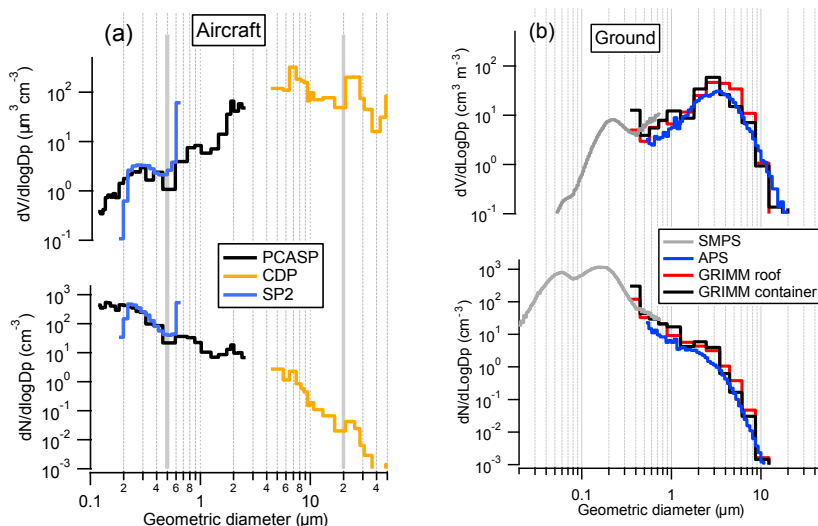 (a)
Aircraft
dV/dlogDp (µm³ cm⁻³)
10²
10¹
10⁰
10⁻¹
PCASP
CDP
SP2
dN/dlogDp (cm⁻³)
10³
10²
10¹
10⁰
10⁻¹
10⁻²
10⁻³
0.1 2 4 6 8 1 2 4 6 8 10 2 4
Geometric diameter (µm)
(b)
Ground
dV/dLogDp (cm³ m⁻³)
10²
10¹
10⁰
10⁻¹
SMPS
APS
GRIMM roof
GRIMM container
dN/dLogDp (cm⁻³)
10³
10²
10¹
10⁰
10⁻¹
10⁻²
10⁻³
0.1 1 10
Geometric diameter (µm)